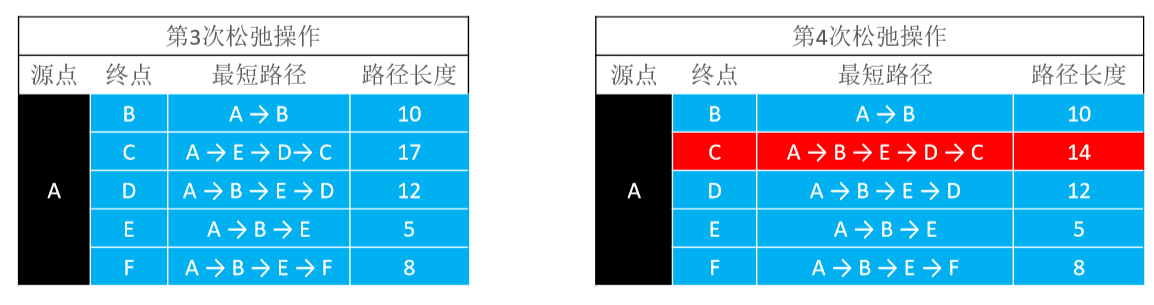 第3次松弛操作
源点 终点 最短路径 路径长度
B A→B 10
C A→E→D→C 17
A D A→B→E→D 12
E A→B→E 5
F A→B→E→F 8
第4次松弛操作
源点 终点 最短路径 路径长度
B A→B 10
C A→B→E→D→C 14
A D A→B→E→D 12
E A→B→E 5
F A→B→E→F 8